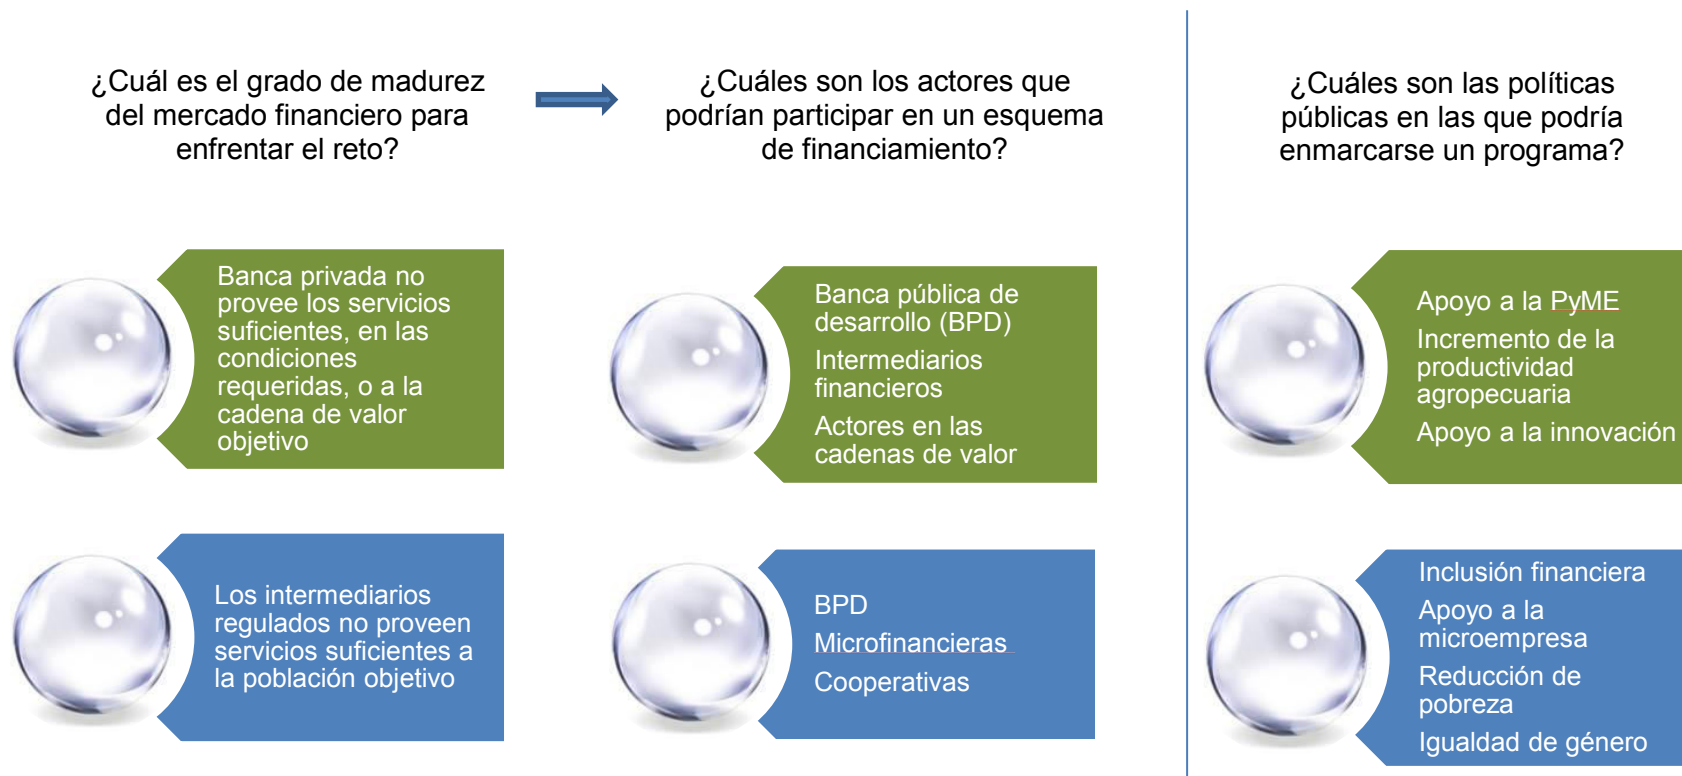 ¿Cuál es el grado de madurez
del mercado financiero para
enfrentar el reto?
¿Cuáles son los actores que
podrían participar en un esquema
de financiamiento?
¿Cuáles son las políticas
públicas en las que podría
enmarcarse un programa?
Banca privada no
provee los servicios
suficientes, en las
condiciones
requeridas, o a la
cadena de valor
objetivo
Banca pública de
desarrollo (BPD)
Intermediarios
financieros
Actores en las
cadenas de valor
Apoyo a la PyME
Incremento de la
productividad
agropecuaria
Apoyo a la innovación
Los intermediarios
regulados no proveen
servicios suficientes a
la población objetivo
BPD
Microfinancieras
Cooperativas
Inclusión financiera
Apoyo a la
microempresa
Reducción de
pobreza
Igualdad de género